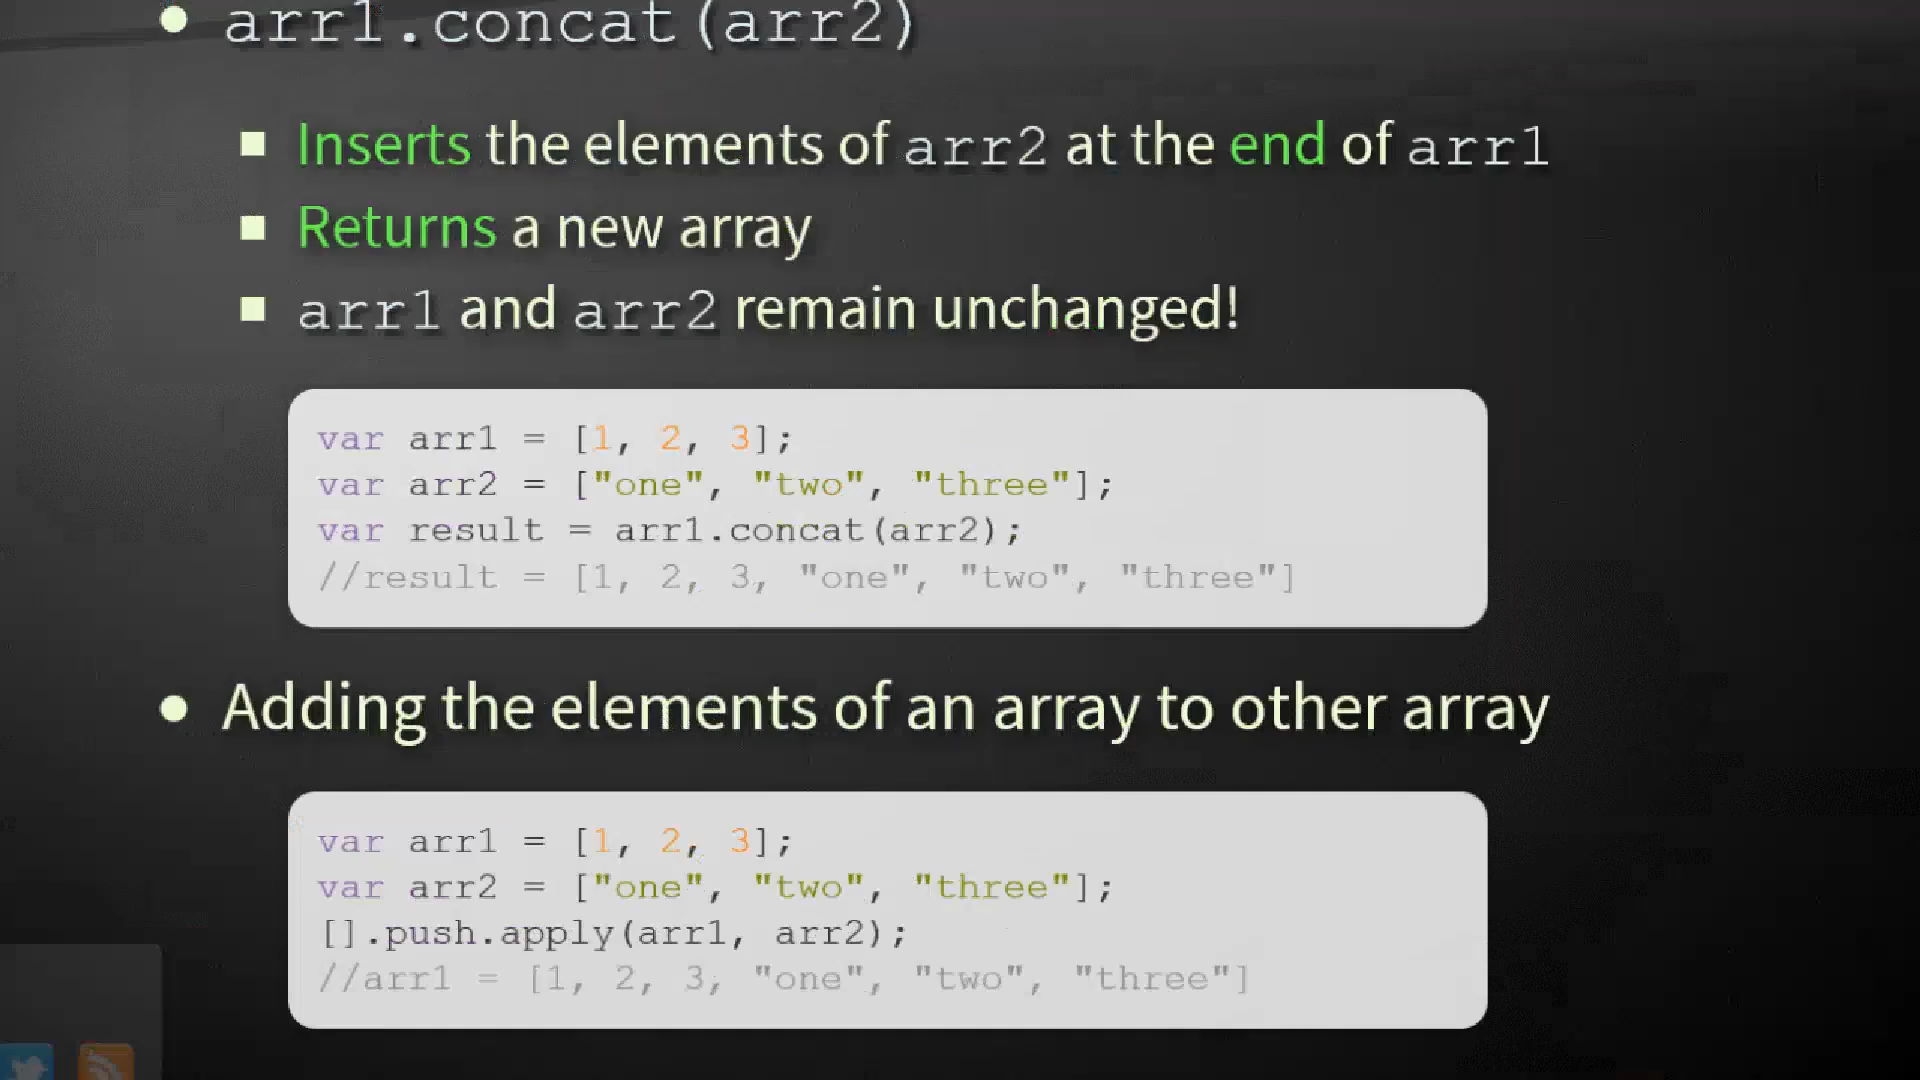 arr1.concat(arr2)
Inserts the elements of arr2 at the end of arr1
Returns a new array
arr1 and arr2 remain unchanged!
var arr1 = [1, 2, 3];
var arr2 = ["one", "two", "three"];
var result = arr1.concat(arr2);
//result = [1, 2, 3, "one", "two", "three"]
Adding the elements of an array to other array
var arr1 = [1, 2, 3];
var arr2 = ["one", "two", "three"];
[].push.apply(arr1, arr2);
//arr1 = [1, 2, 3, "one", "two", "three"]